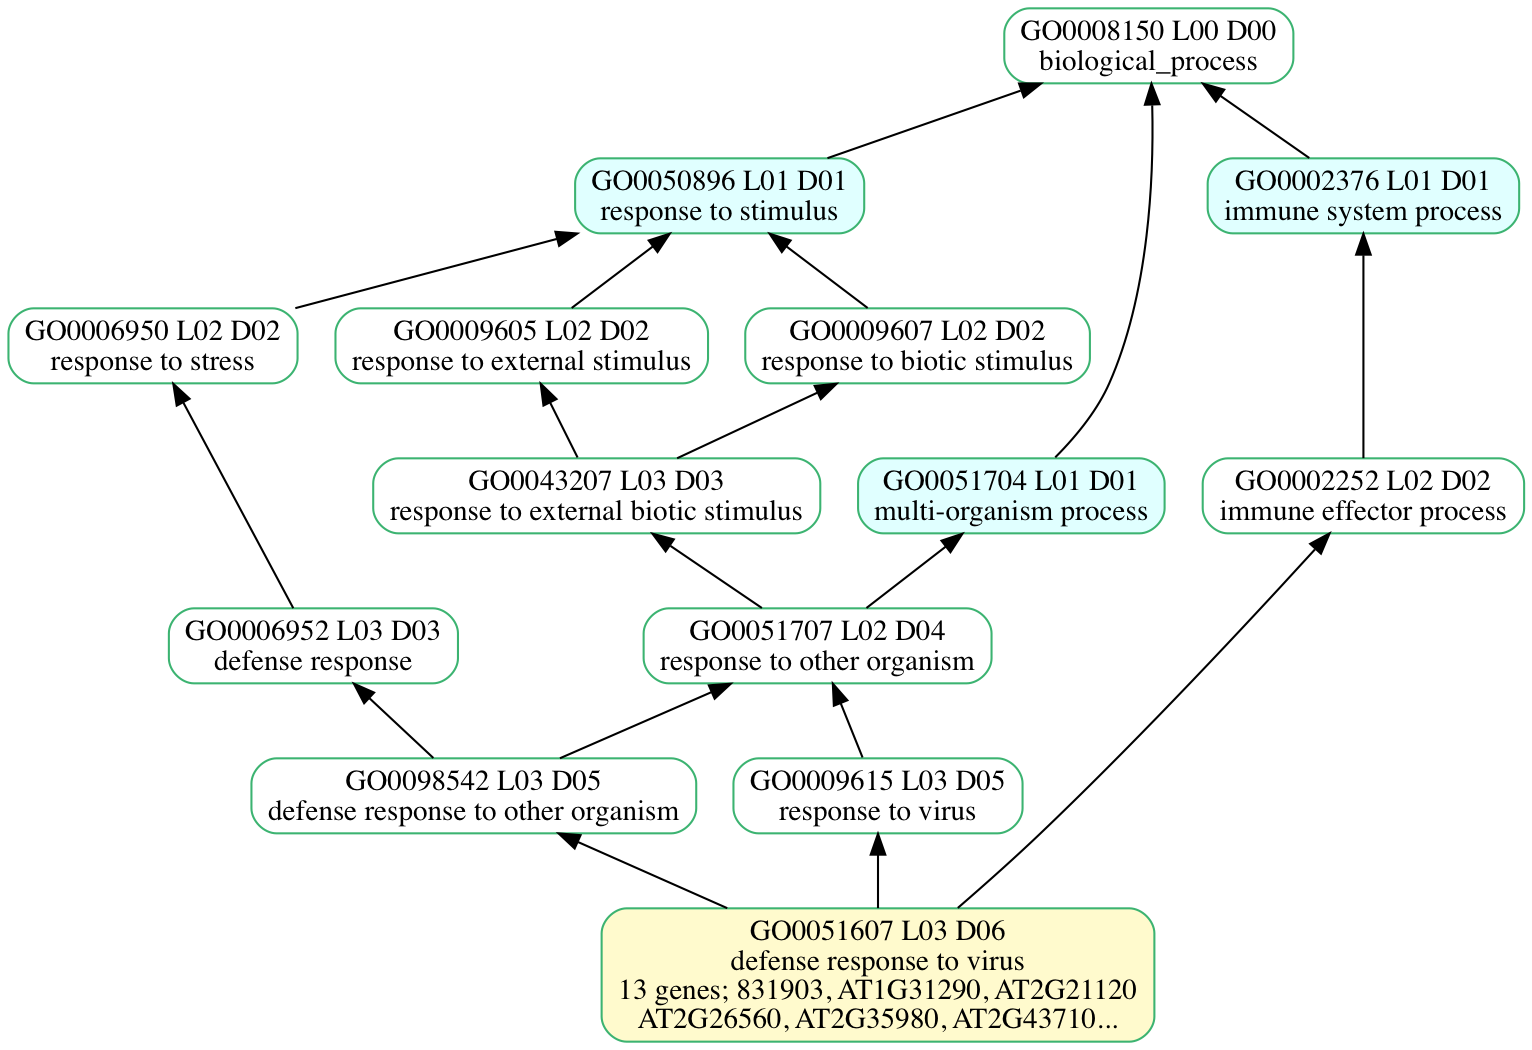 GO0008150 L00 D00
biological_process
GO0050896 L01 D01
response to stimulus
GO0002376 L01 D01
immune system process
GO0006950 L02 D02
response to stress
GO0009605 L02 D02
response to external stimulus
GO0009607 L02 D02
response to biotic stimulus
GO0043207 L03 D03
response to external biotic stimulus
GO0051704 L01 D01
multi-organism process
GO0002252 L02 D02
immune effector process
GO0006952 L03 D03
defense response
GO0051707 L02 D04
response to other organism
GO0098542 L03 D05
defense response to other organism
GO0009615 L03 D05
response to virus
GO0051607 L03 D06
defense response to virus
13 genes; 831903, AT1G31290, AT2G21120
AT2G26560, AT2G35980, AT2G43710...